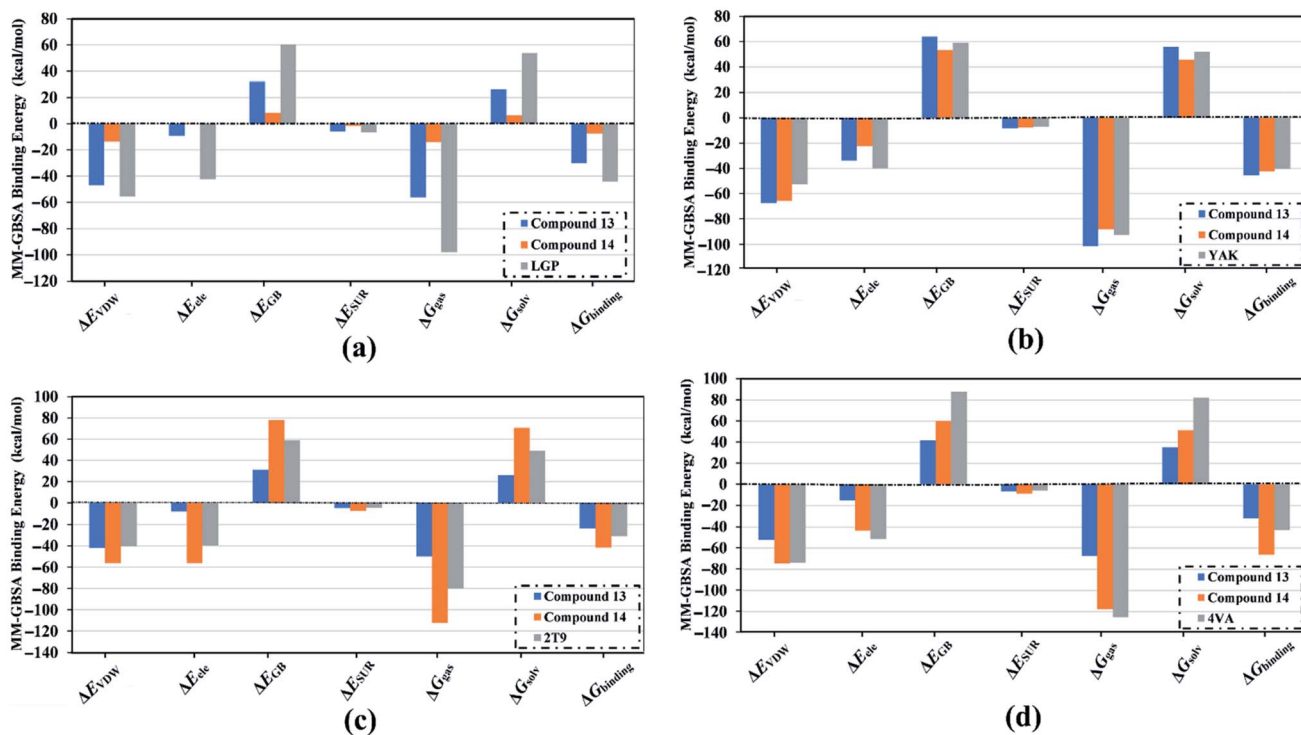 MM-GBSA Binding Energy (kcal/mol)
80
60
40
20
0
−20
−40
−60
−80
−100
−120
Compound 13
Compound 14
LGP
ΔEVDW ΔEele ΔEGB ΔESUR ΔGgas ΔGsolv ΔGbinding
(a)
MM-GBSA Binding Energy (kcal/mol)
80
60
40
20
0
−20
−40
−60
−80
−100
−120
Compound 13
Compound 14
YAK
ΔEVDW ΔEele ΔEGB ΔESUR ΔGgas ΔGsolv ΔGbinding
(b)
MM-GBSA Binding Energy (kcal/mol)
100
80
60
40
20
0
−20
−40
−60
−80
−100
−120
−140
Compound 13
Compound 14
2T9
ΔEVDW ΔEele ΔEGB ΔESUR ΔGgas ΔGsolv ΔGbinding
(c)
MM-GBSA Binding Energy (kcal/mol)
100
80
60
40
20
0
−20
−40
−60
−80
−100
−120
−140
Compound 13
Compound 14
4VA
ΔEVDW ΔEele ΔEGB ΔESUR ΔGgas ΔGsolv ΔGbinding
(d)